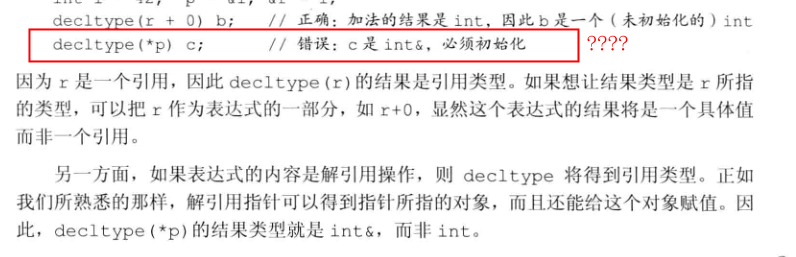 decltype(r + 0) b;    // 正确：加法的结果是 int，因此 b 是一个（未初始化的）int
decltype(*p) c;       // 错误：c 是 int&，必须初始化 ????
因为 r 是一个引用，因此 decltype(r)的结果是引用类型。如果想让结果类型是 r 所指
的类型，可以把 r 作为表达式的一部分，如 r+0，显然这个表达式的结果将是一个具体值
而非一个引用。
另一方面，如果表达式的内容是解引用操作，则 decltype 将得到引用类型。正如
我们所熟悉的那样，解引用指针可以得到指针所指的对象，而且还能给这个对象赋值。因
此，decltype(*p)的结果类型就是 int&，而非 int。